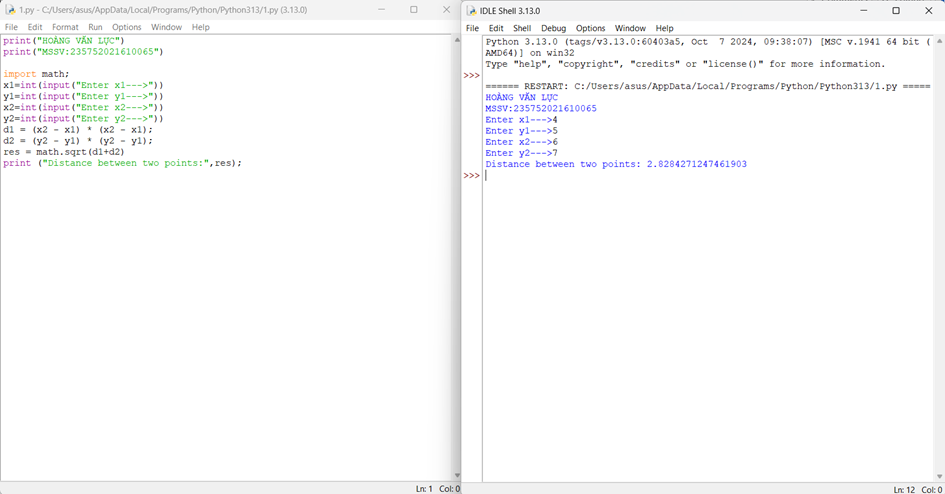 1.py - C:/Users/asus/AppData/Local/Programs/Python/Python313/1.py (3.13.0)
File Edit Format Run Options Window Help
print("HOÀNG VĂN LỰC")
print("MSSV:235752021610065")
import math;
x1=int(input("Enter x1--->"))
y1=int(input("Enter y1--->"))
x2=int(input("Enter x2--->"))
y2=int(input("Enter y2--->"))
d1 = (x2 - x1) * (x2 - x1);
d2 = (y2 - y1) * (y2 - y1);
res = math.sqrt(d1+d2)
print ("Distance between two points:",res);
Ln: 1 Col: 0
IDLE Shell 3.13.0
File Edit Shell Debug Options Window Help
Python 3.13.0 (tags/v3.13.0:60403a5, Oct  7 2024, 09:38:07) [MSC v.1941 64 bit (
AMD64)] on win32
Type "help", "copyright", "credits" or "license()" for more information.
>>>
====== RESTART: C:/Users/asus/AppData/Local/Programs/Python/Python313/1.py =====
HOÀNG VĂN LỰC
MSSV:235752021610065
Enter x1--->4
Enter y1--->5
Enter x2--->6
Enter y2--->7
Distance between two points: 2.8284271247461903
>>>
Ln: 12 Col: 0